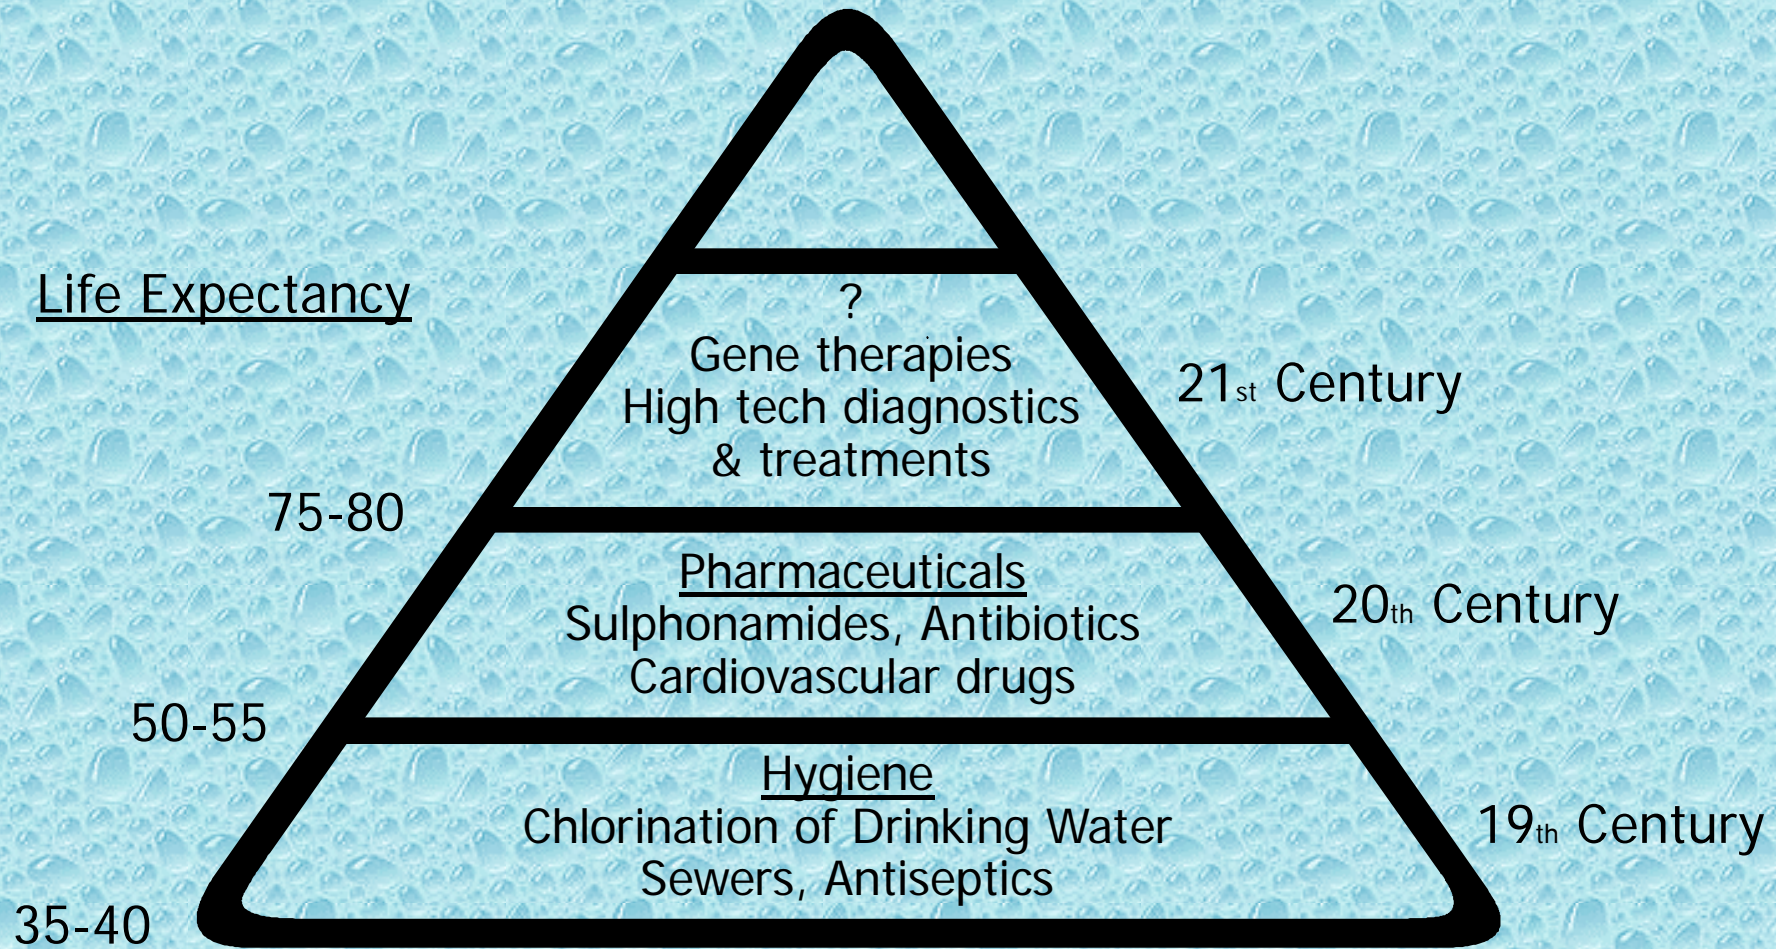 Life Expectancy
?
Gene therapies
High tech diagnostics
& treatments
21st Century
75-80
Pharmaceuticals
Sulphonamides, Antibiotics
Cardiovascular drugs
20th Century
50-55
Hygiene
Chlorination of Drinking Water
Sewers, Antiseptics
19th Century
35-40